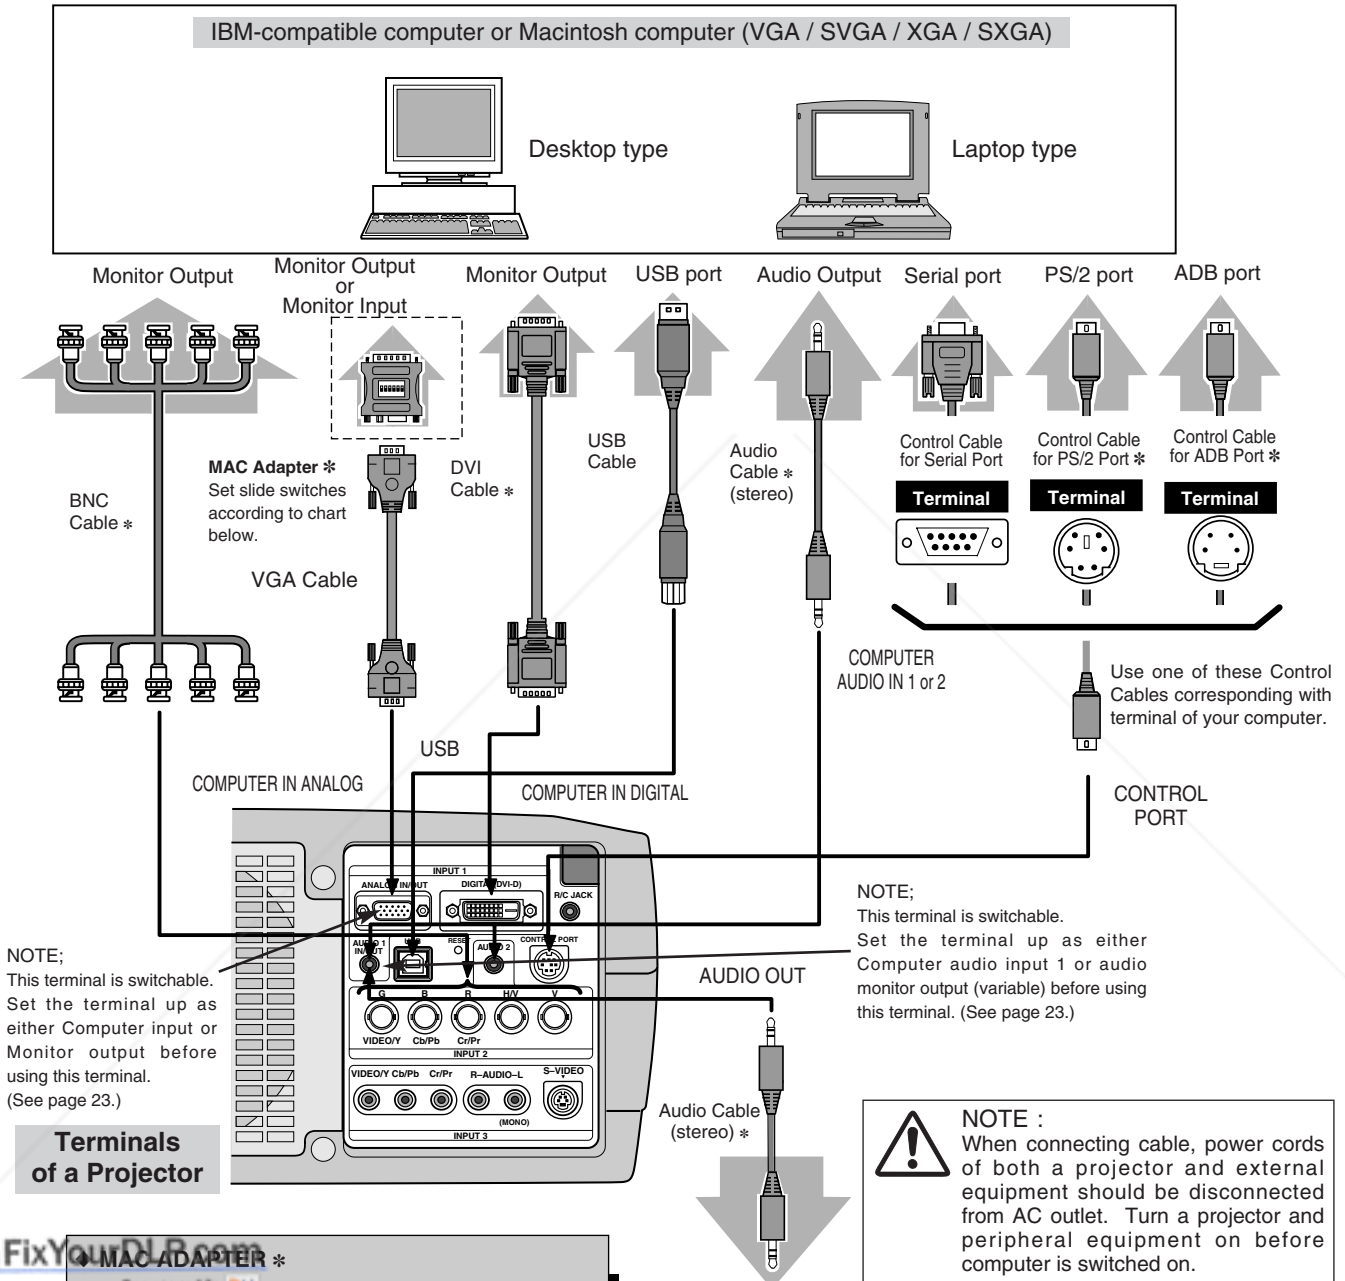 IBM-compatible computer or Macintosh computer (VGA / SVGA / XGA / SXGA)
Desktop type
Laptop type
Monitor Output
Monitor Output
or
Monitor Input
Monitor Output
USB port
Audio Output
Serial port
PS/2 port
ADB port
BNC
Cable *
MAC Adapter *
Set slide switches
according to chart
below.
VGA Cable
DVI
Cable *
USB
Cable
Audio
Cable *
(stereo)
Control Cable
for Serial Port
Control Cable
for PS/2 Port *
Control Cable
for ADB Port *
Terminal
Terminal
Terminal
COMPUTER
AUDIO IN 1 or 2
Use one of these Control
Cables corresponding with
terminal of your computer.
USB
COMPUTER IN ANALOG
COMPUTER IN DIGITAL
CONTROL
PORT
INPUT 1
ANALOG IN/OUT
DIGITAL (DVI-D)
R/C JACK
AUDIO 1
IN/OUT
USB
RESET
AUDIO 2
CONTROL PORT
G
B
R
H/V
V
VIDEO/Y
Cb/Pb
Cr/Pr
INPUT 2
VIDEO/Y Cb/Pb
Cr/Pr
R–AUDIO–L
S–VIDEO
(MONO)
INPUT 3
NOTE;
This terminal is switchable.
Set the terminal up as
either Computer input or
Monitor output before
using this terminal.
(See page 23.)
NOTE;
This terminal is switchable.
Set the terminal up as either
Computer audio input 1 or audio
monitor output (variable) before using
this terminal. (See page 23.)
AUDIO OUT
Terminals
of a Projector
Audio Cable
(stereo) *
NOTE :
When connecting cable, power cords
of both a projector and external
equipment should be disconnected
from AC outlet. Turn a projector and
peripheral equipment on before
computer is switched on.
FixYourDLP.com
◆ MAC ADAPTER *